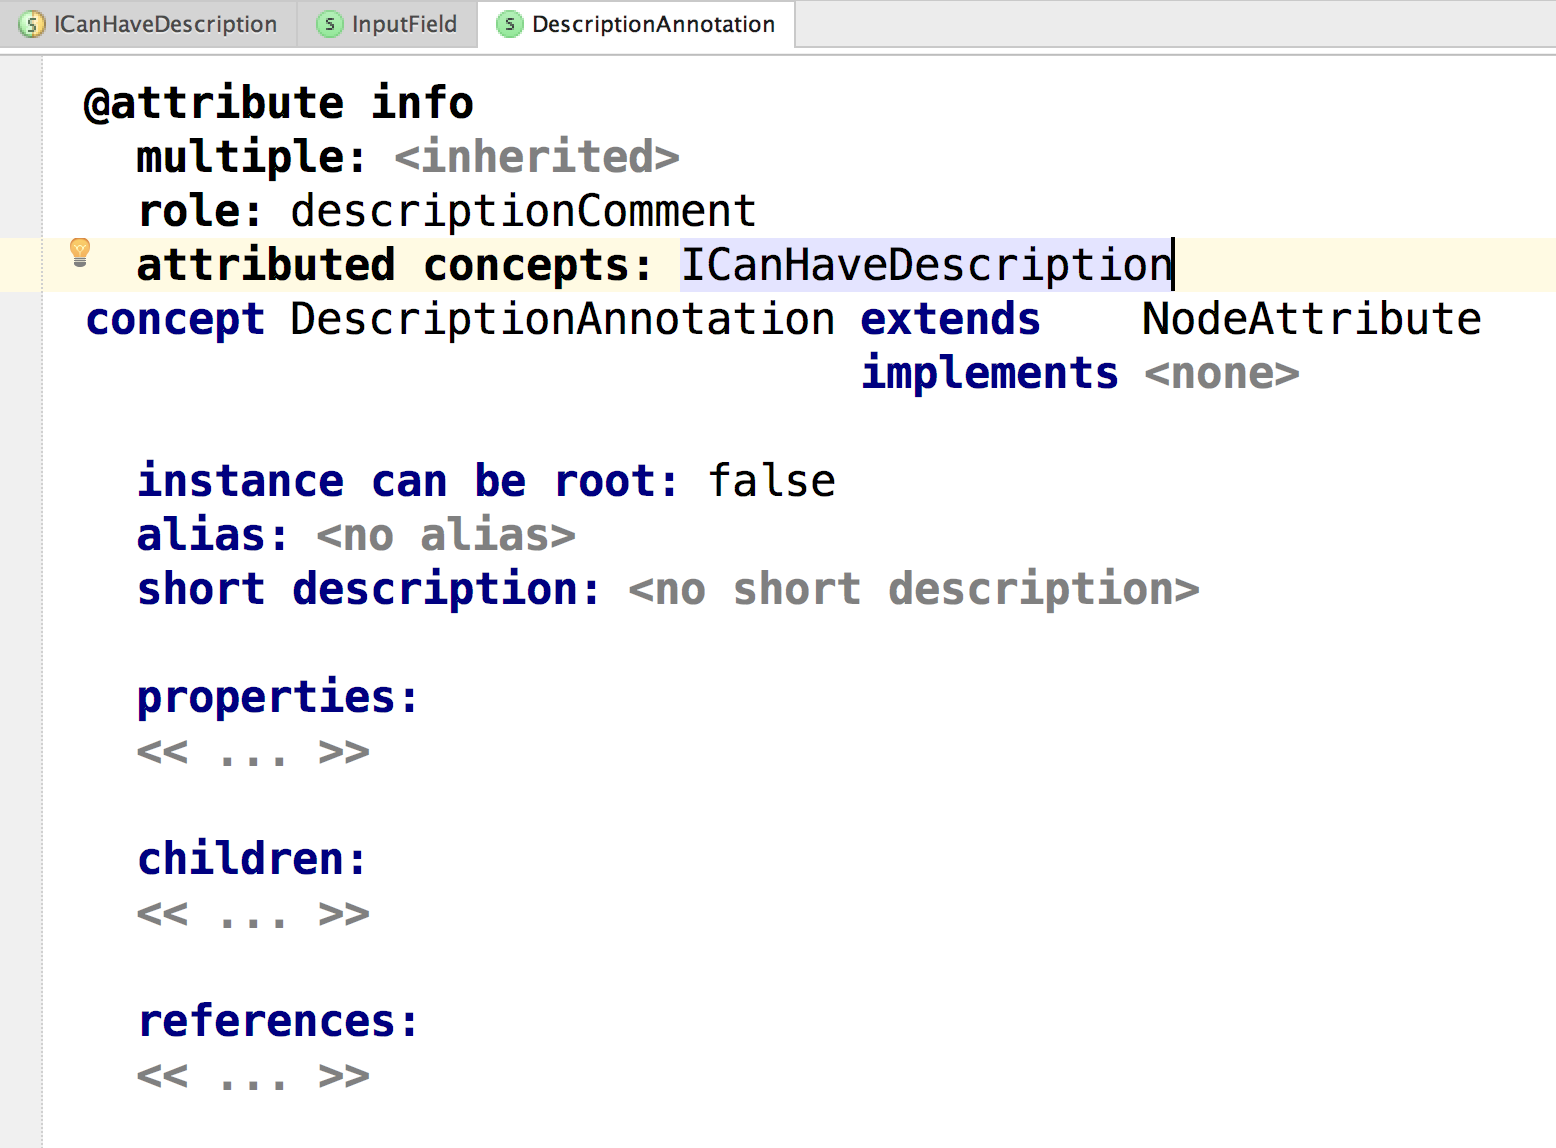 ICanHaveDescription InputField DescriptionAnnotation
@attribute info
multiple: <inherited>
role: descriptionComment
attributed concepts: ICanHaveDescription
concept DescriptionAnnotation extends NodeAttribute
implements <none>
instance can be root: false
alias: <no alias>
short description: <no short description>
properties:
<< ... >>
children:
<< ... >>
references:
<< ... >>